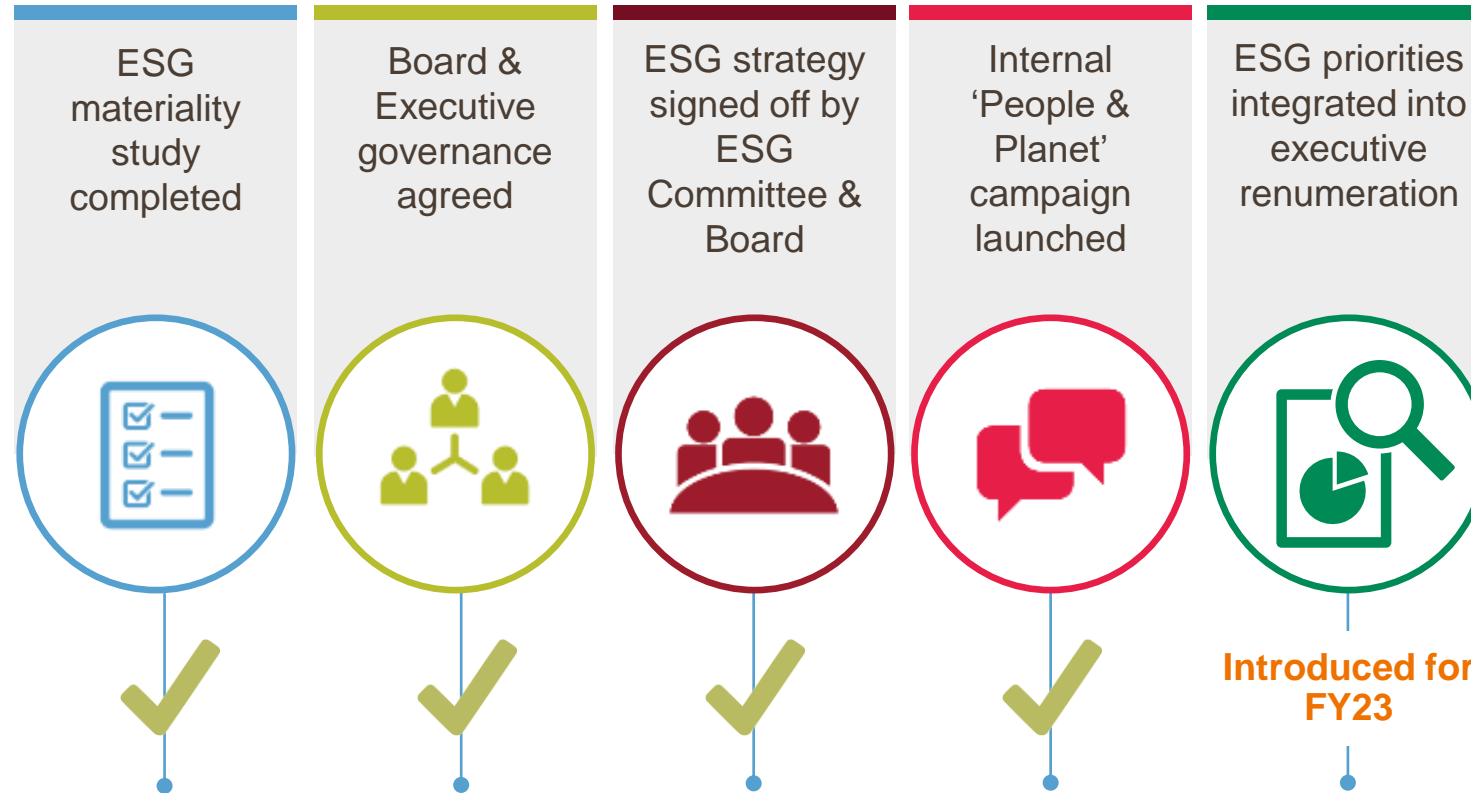 ESG
materiality
study
completed
Board &
Executive
governance
agreed
ESG strategy
signed off by
ESG
Committee &
Board
Internal
‘People &
Planet’
campaign
launched
ESG priorities
integrated into
executive
renumeration
Introduced for
FY23